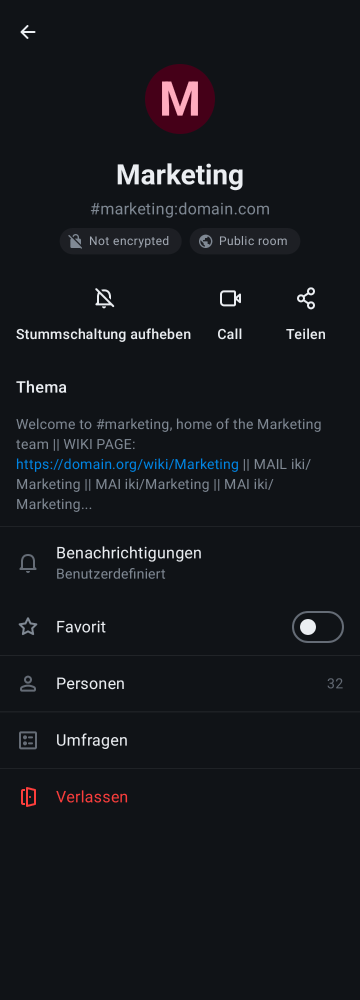 M
Marketing
#marketing:domain.com
Not encrypted
Public room
Stummschaltung aufheben
Call
Teilen
Thema
Welcome to #marketing, home of the Marketing
team || WIKI PAGE:
https://domain.org/wiki/Marketing || MAIL iki/
Marketing || MAI iki/Marketing || MAI iki/
Marketing...
Benachrichtigungen
Benutzerdefiniert
Favorit
Personen 32
Umfragen
Verlassen